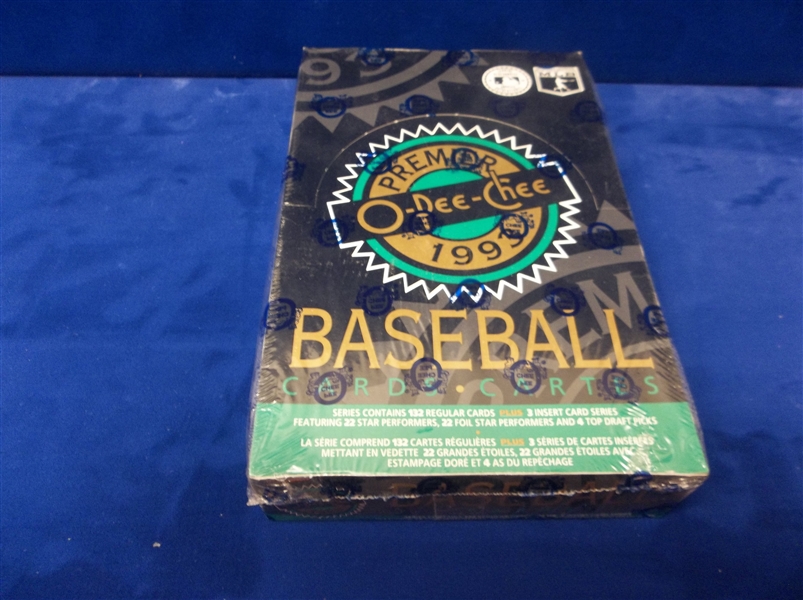 PREMIER
O-Pee-Chee
1993
BASEBALL
CARDS • CARTES
SERIES CONTAINS 132 REGULAR CARDS PLUS 3 INSERT CARD SERIES
FEATURING 22 STAR PERFORMERS, 22 FOIL STAR PERFORMERS AND 4 TOP DRAFT PICKS
LA SÉRIE COMPREND 132 CARTES RÉGULIÈRES PLUS 3 SÉRIES DE CARTES INSÉRÉES
METTANT EN VEDETTE 22 GRANDES ÉTOILES, 22 GRANDES ÉTOILES AVEC
ESTAMPAGE DORÉ ET 4 AS DU REPÊCHAGE
BASEBALL